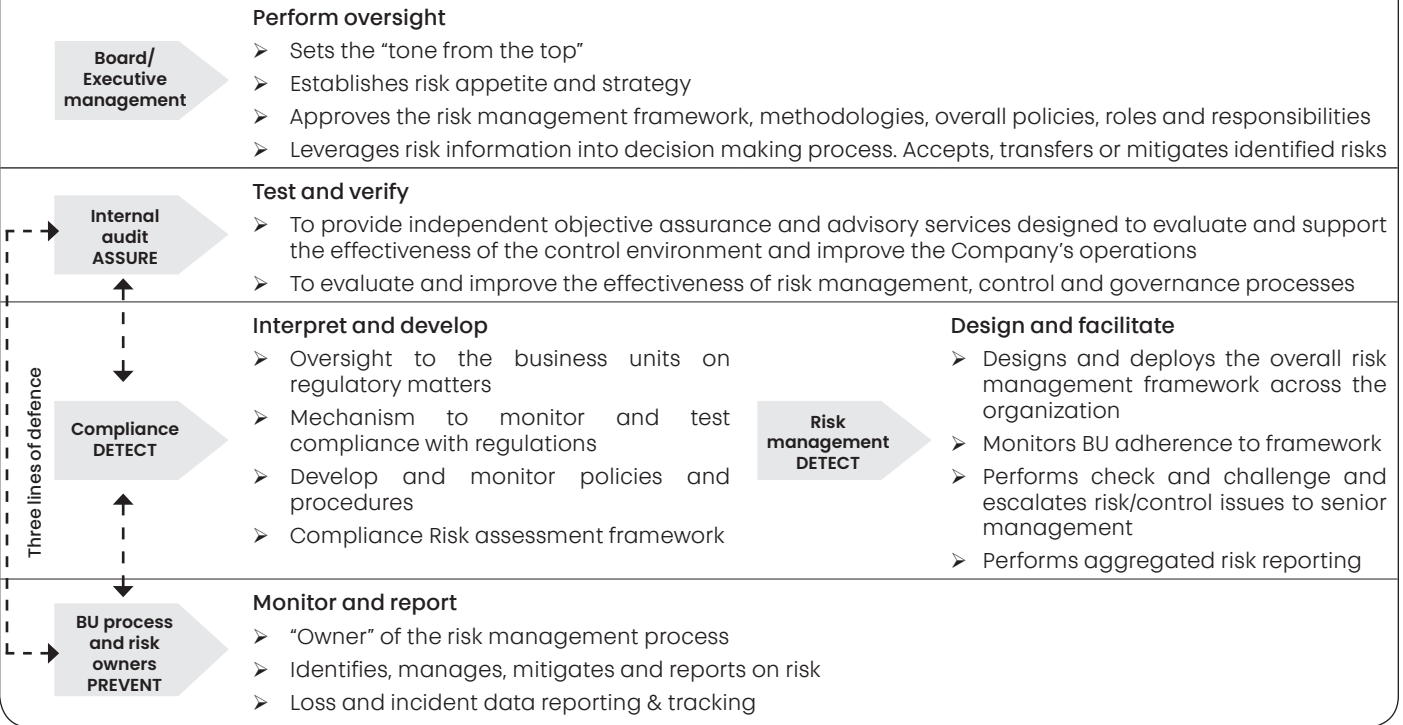 Board/
Executive
management
Perform oversight
➢ Sets the “tone from the top”
➢ Establishes risk appetite and strategy
➢ Approves the risk management framework, methodologies, overall policies, roles and responsibilities
➢ Leverages risk information into decision making process. Accepts, transfers or mitigates identified risks
Three lines of defence
Internal
audit
ASSURE
Test and verify
➢ To provide independent objective assurance and advisory services designed to evaluate and support
the effectiveness of the control environment and improve the Company’s operations
➢ To evaluate and improve the effectiveness of risk management, control and governance processes
Compliance
DETECT
Interpret and develop
➢ Oversight to the business units on
regulatory matters
➢ Mechanism to monitor and test
compliance with regulations
➢ Develop and monitor policies and
procedures
➢ Compliance Risk assessment framework
Risk
management
DETECT
Design and facilitate
➢ Designs and deploys the overall risk
management framework across the
organization
➢ Monitors BU adherence to framework
➢ Performs check and challenge and
escalates risk/control issues to senior
management
➢ Performs aggregated risk reporting
BU process
and risk
owners
PREVENT
Monitor and report
➢ “Owner” of the risk management process
➢ Identifies, manages, mitigates and reports on risk
➢ Loss and incident data reporting & tracking